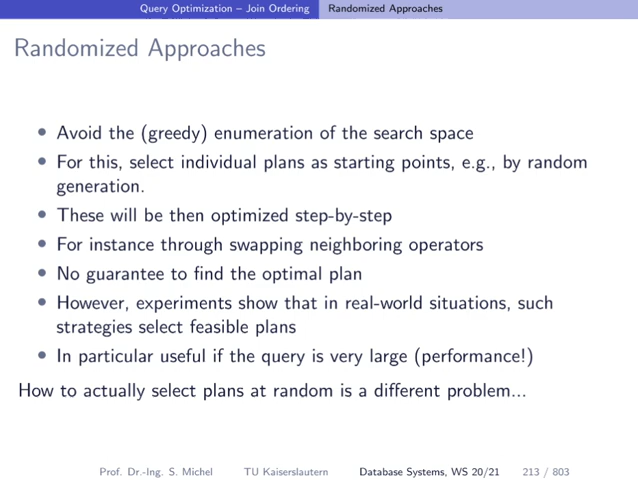 Query Optimization – Join Ordering Randomized Approaches
Randomized Approaches
• Avoid the (greedy) enumeration of the search space
• For this, select individual plans as starting points, e.g., by random
generation.
• These will be then optimized step-by-step
• For instance through swapping neighboring operators
• No guarantee to find the optimal plan
• However, experiments show that in real-world situations, such
strategies select feasible plans
• In particular useful if the query is very large (performance!)
How to actually select plans at random is a different problem...
Prof. Dr.-Ing. S. Michel TU Kaiserslautern Database Systems, WS 20/21 213 / 803